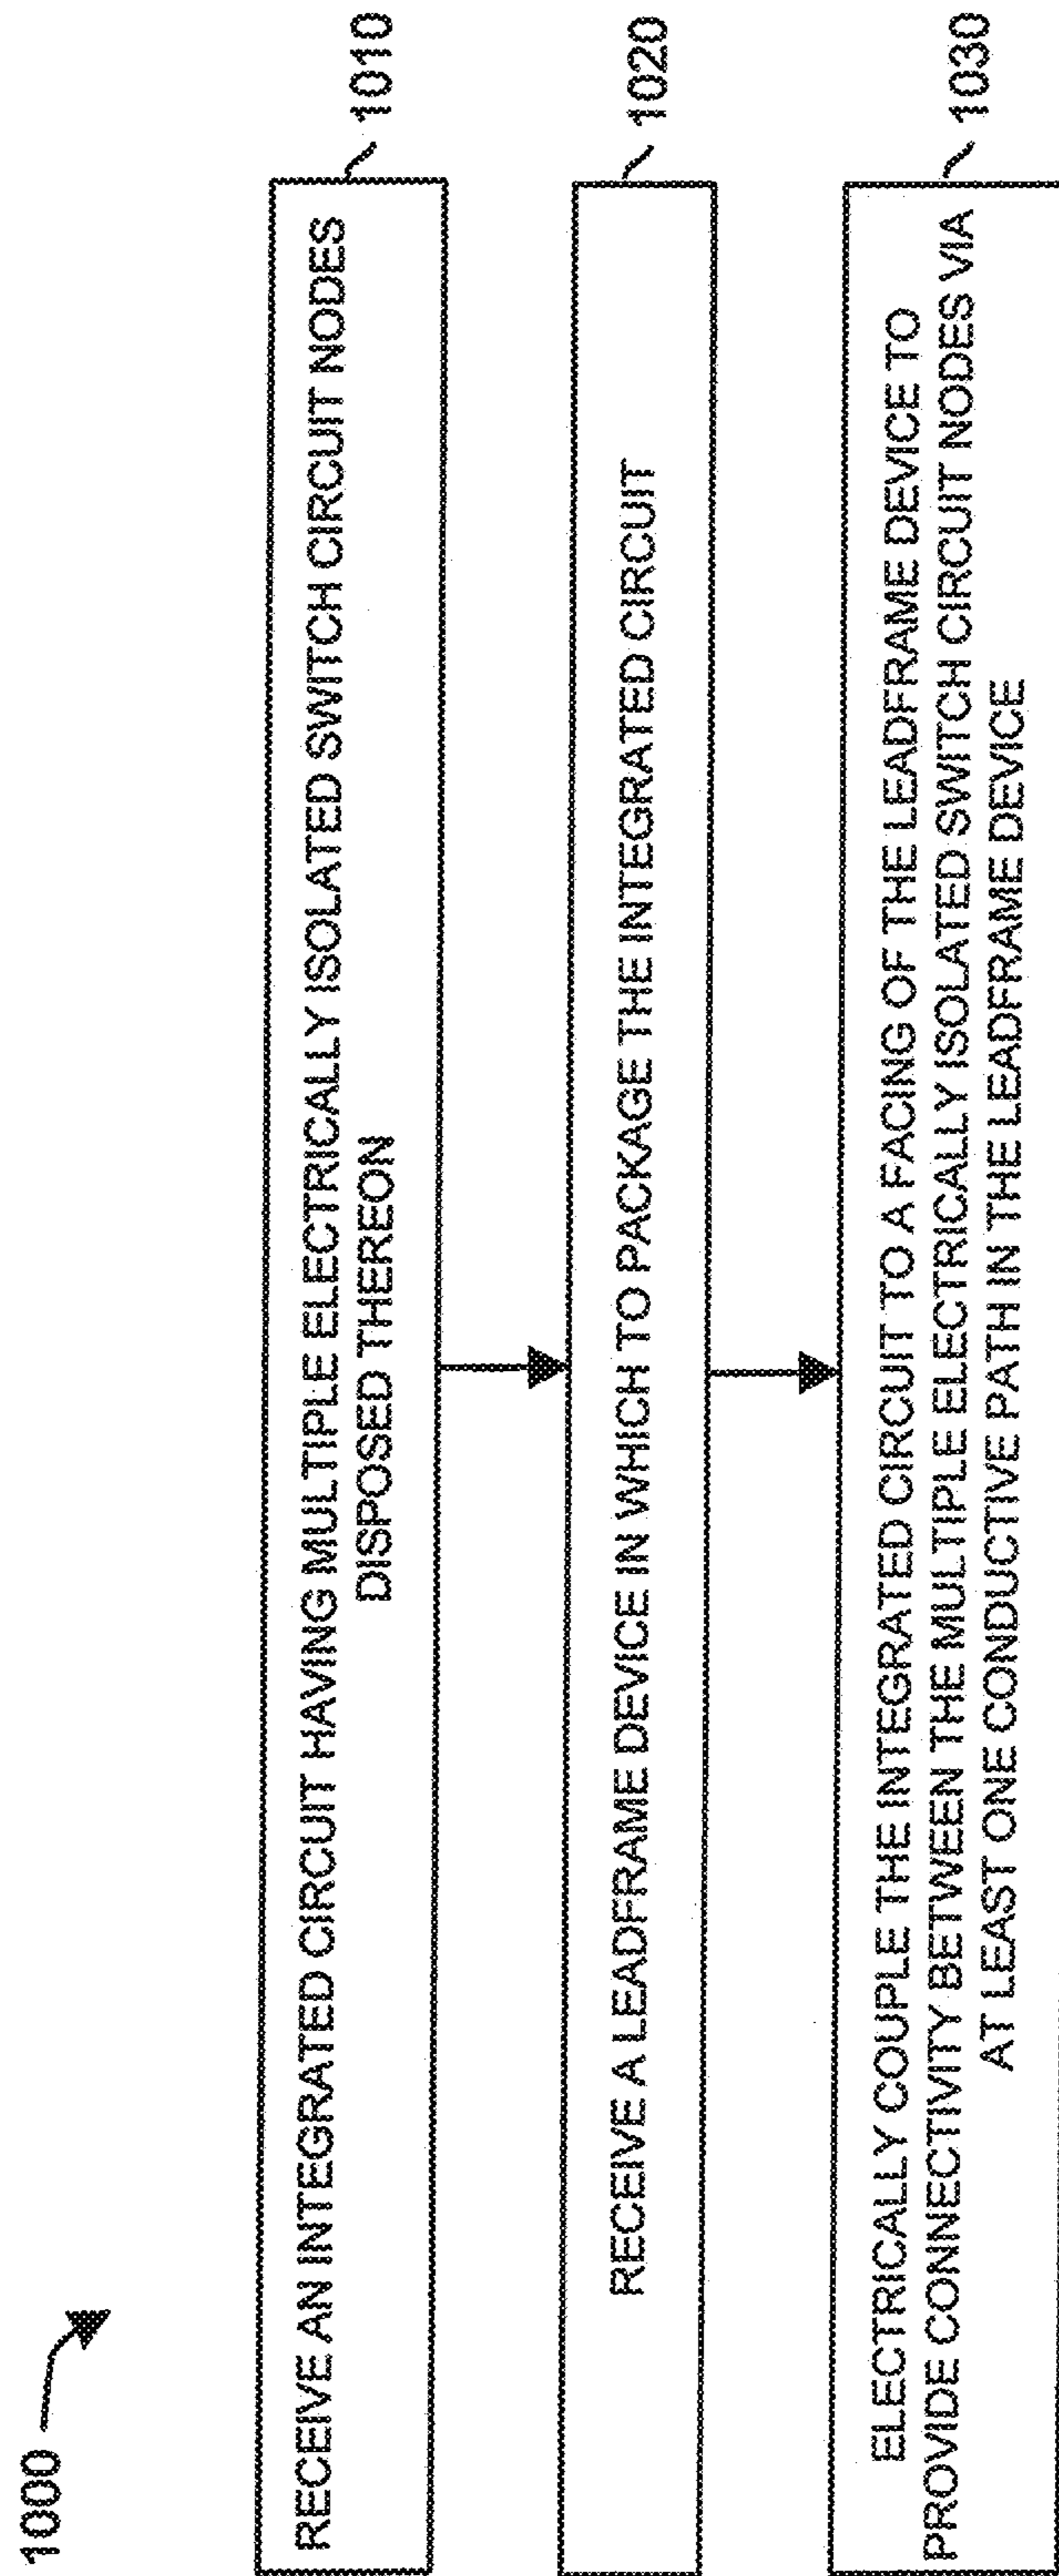 1000
RECEIVE AN INTEGRATED CIRCUIT HAVING MULTIPLE ELECTRICALLY ISOLATED SWITCH CIRCUIT NODES
DISPOSED THEREON
1010
RECEIVE A LEADFRAME DEVICE IN WHICH TO PACKAGE THE INTEGRATED CIRCUIT
1020
ELECTRICALLY COUPLE THE INTEGRATED CIRCUIT TO A FACING OF THE LEADFRAME DEVICE TO
PROVIDE CONNECTIVITY BETWEEN THE MULTIPLE ELECTRICALLY ISOLATED SWITCH CIRCUIT NODES VIA
AT LEAST ONE CONDUCTIVE PATH IN THE LEADFRAME DEVICE
1030